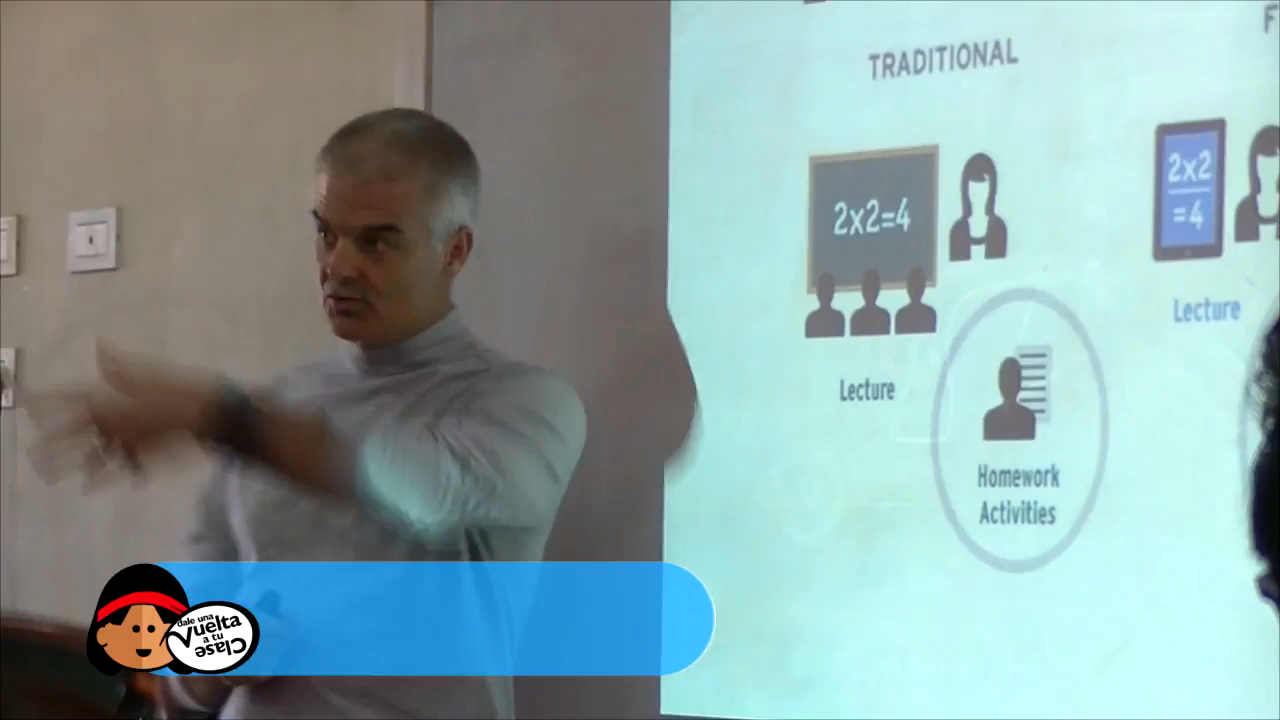 TRADITIONAL
F
2x2=4
2x2
=4
Lecture
Lecture
Homework
Activities
dale una
Vuelta
a tu
Clase